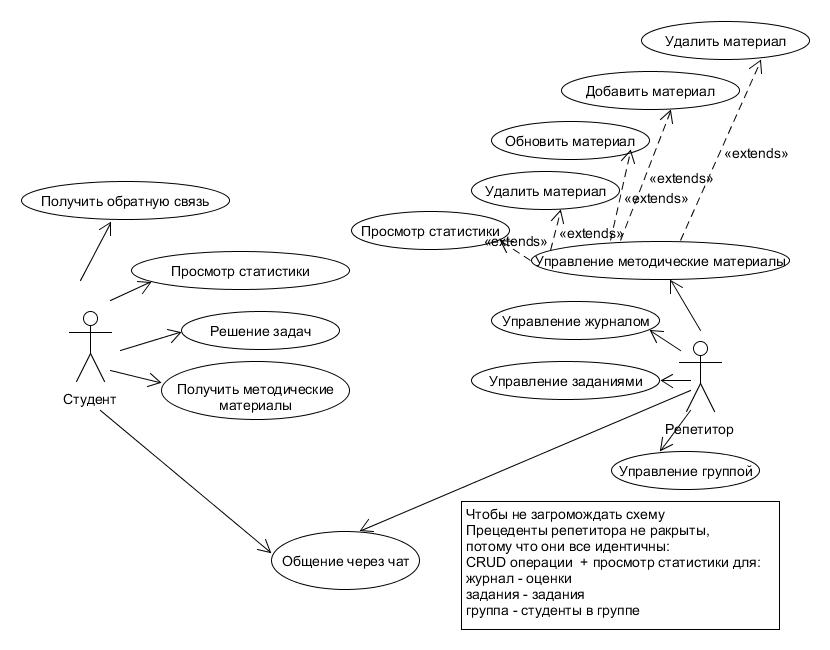 Удалить материал
Добавить материал
Обновить материал
«extends»
«extends»
Удалить материал
Получить обратную связь
«extends»
Просмотр статистики
«extends»
«extends»
Управление методические материалы
Просмотр статистики
Управление журналом
Решение задач
Управление заданиями
Получить методические
материалы
Студент
Репетитор
Управление группой
Чтобы не загромождать схему
Прецеденты репетитора не ракрыты,
потому что они все идентичны:
CRUD операции + просмотр статистики для:
журнал - оценки
задания - задания
группа - студенты в группе
Общение через чат